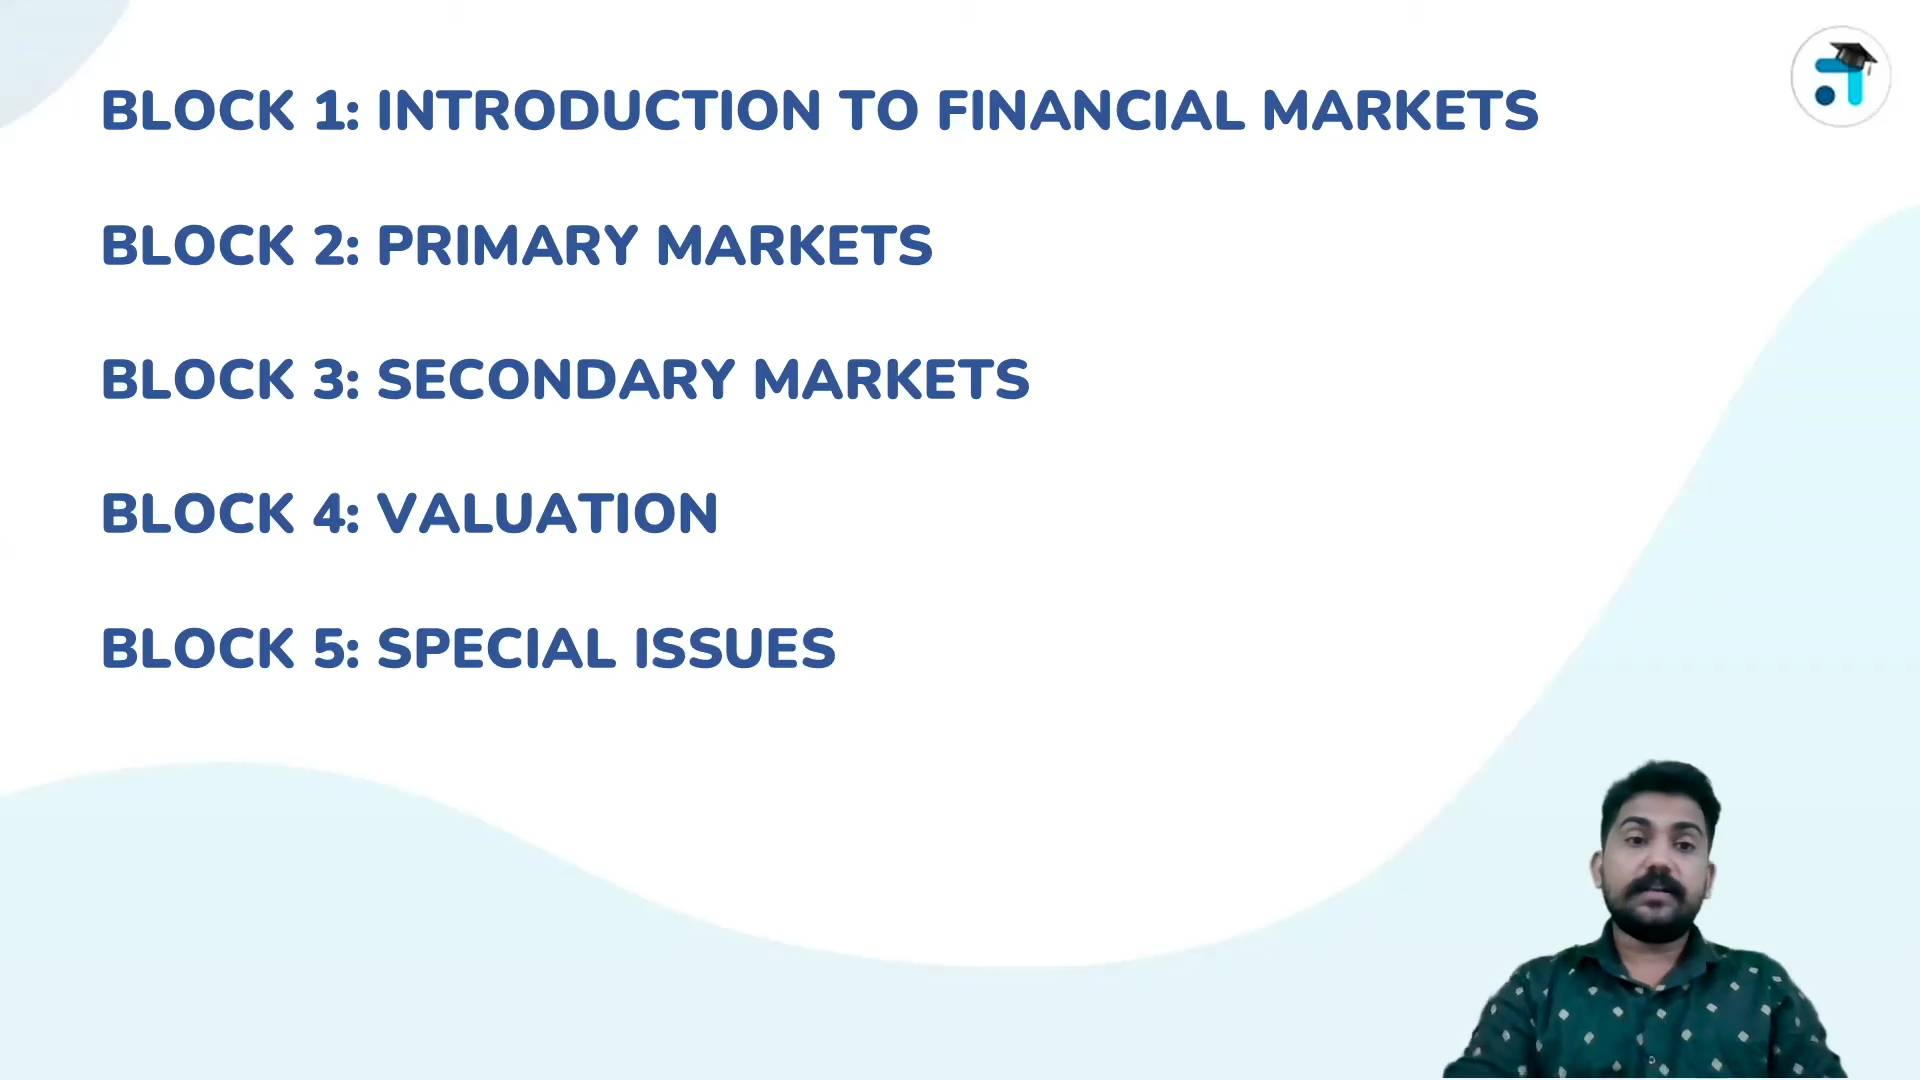 BLOCK 1: INTRODUCTION TO FINANCIAL MARKETS
BLOCK 2: PRIMARY MARKETS
BLOCK 3: SECONDARY MARKETS
BLOCK 4: VALUATION
BLOCK 5: SPECIAL ISSUES